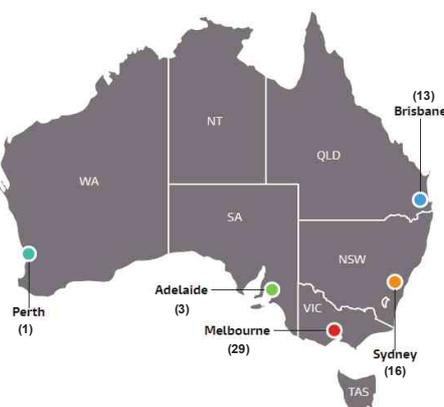 (13)
Brisbane
NT
QLD
WA
SA
NSW
Adelaide
(3)
VIC
Perth
(1)
Melbourne
(29)
Sydney
(16)
TAS